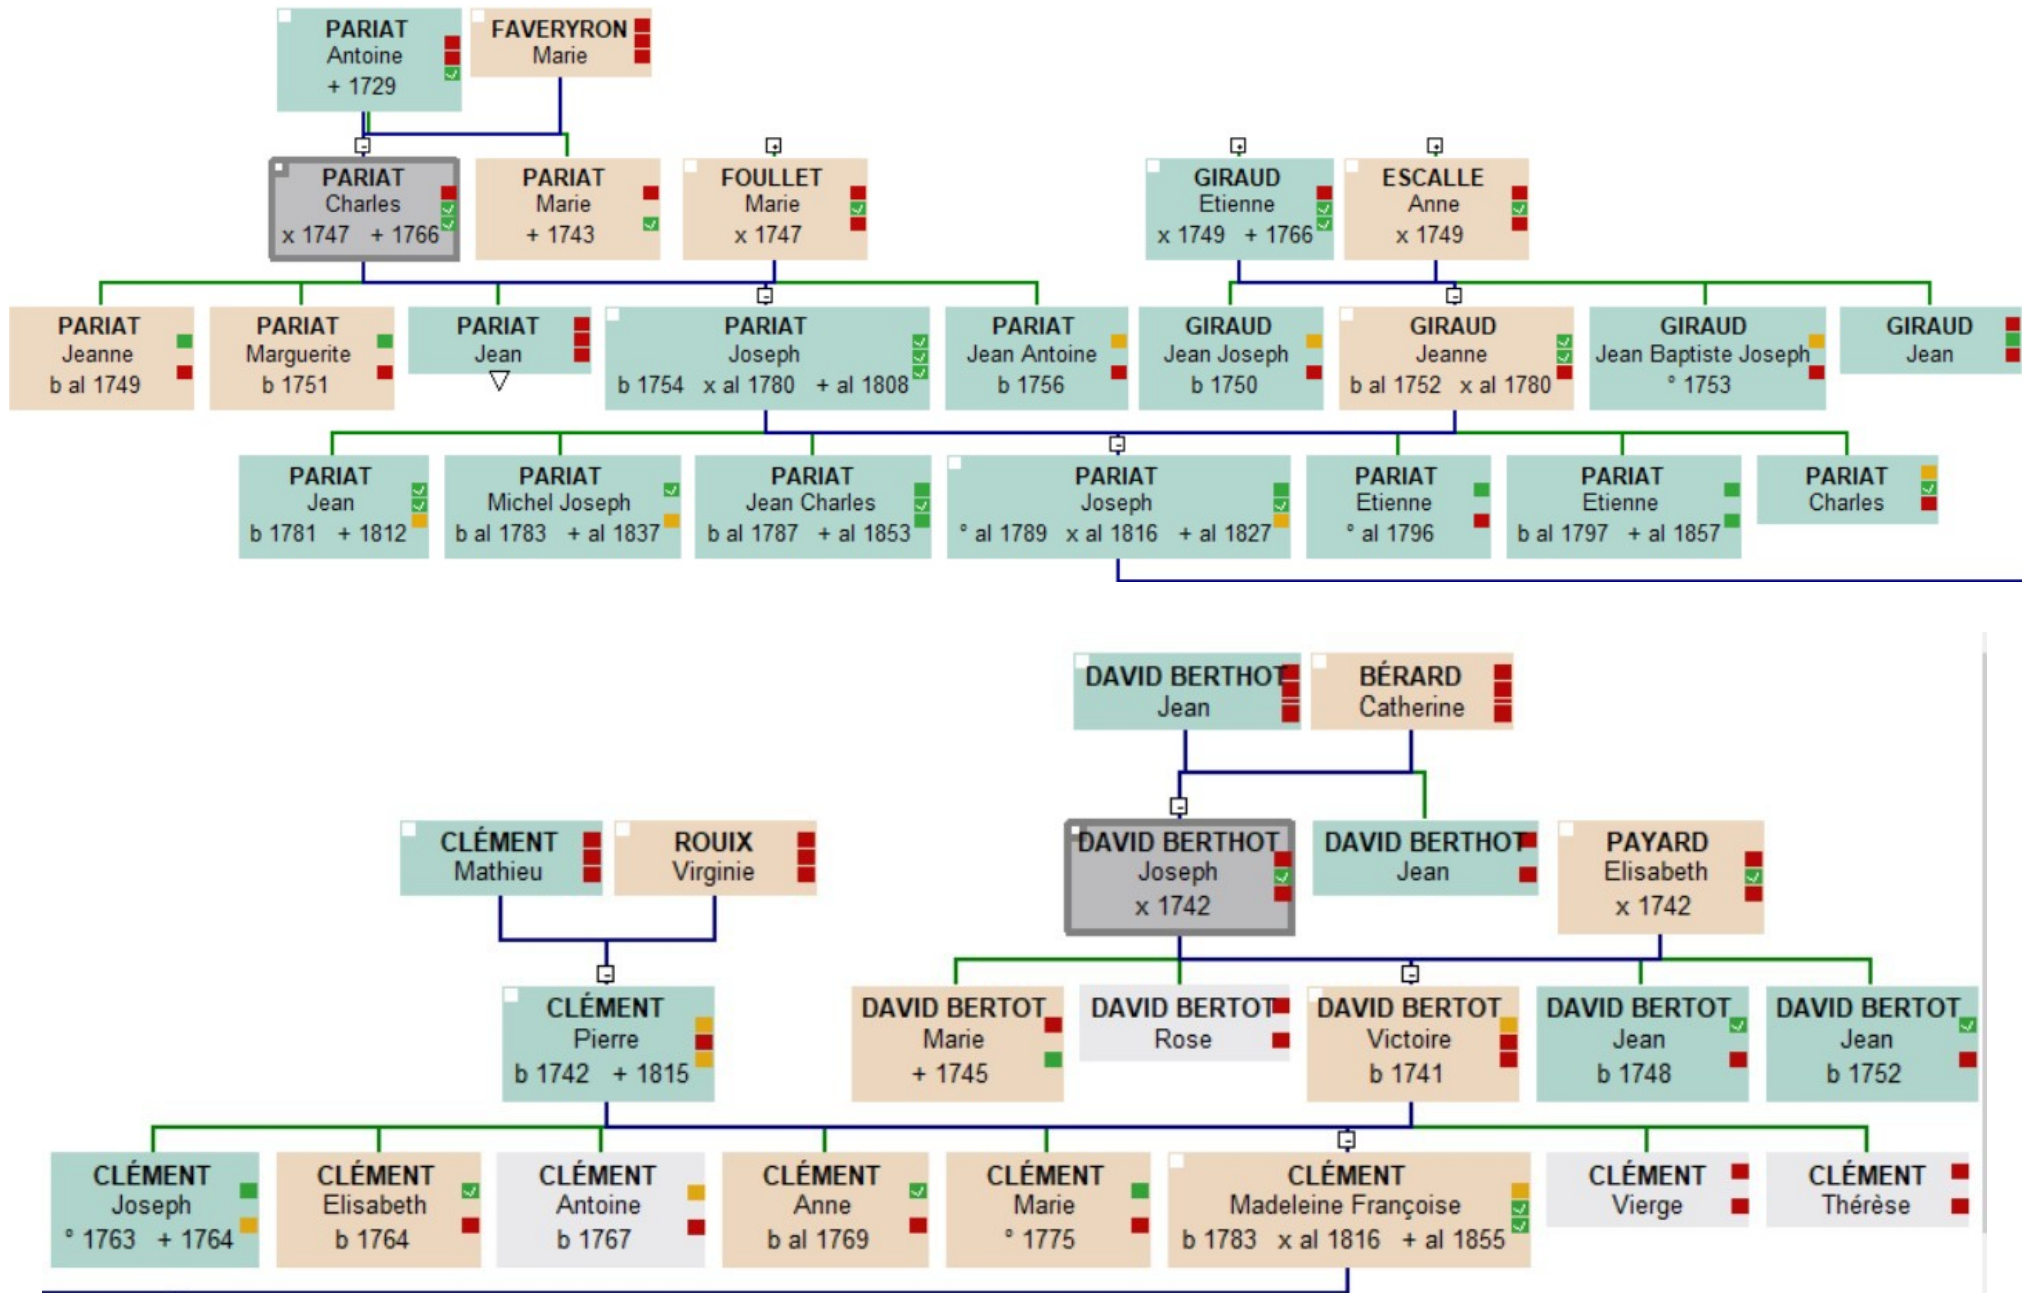 PARIAT
Antoine
+ 1729
FAVERYRON
Marie
PARIAT
Charles
x 1747 + 1766
PARIAT
Marie
+ 1743
FOULLET
Marie
x 1747
GIRAUD
Etienne
x 1749 + 1766
ESCALLE
Anne
x 1749
PARIAT
Jeanne
b al 1749
PARIAT
Marguerite
b 1751
PARIAT
Jean
PARIAT
Joseph
b 1754 x al 1780 + al 1808
PARIAT
Jean Antoine
b 1756
GIRAUD
Jean Joseph
b 1750
GIRAUD
Jeanne
b al 1752 x al 1780
GIRAUD
Jean Baptiste Joseph
° 1753
GIRAUD
Jean
PARIAT
Jean
b 1781 + 1812
PARIAT
Michel Joseph
b al 1783 + al 1837
PARIAT
Jean Charles
b al 1787 + al 1853
PARIAT
Joseph
° al 1789 x al 1816 + al 1827
PARIAT
Etienne
° al 1796
PARIAT
Etienne
b al 1797 + al 1857
PARIAT
Charles
DAVID BERTHOT
Jean
BÉRARD
Catherine
CLÉMENT
Mathieu
ROUIX
Virginie
DAVID BERTHOT
Joseph
x 1742
DAVID BERTHOT
Jean
PAYARD
Elisabeth
x 1742
CLÉMENT
Pierre
b 1742 + 1815
DAVID BERTOT
Marie
+ 1745
DAVID BERTOT
Rose
DAVID BERTOT
Victoire
b 1741
DAVID BERTOT
Jean
b 1748
DAVID BERTOT
Jean
b 1752
CLÉMENT
Joseph
° 1763 + 1764
CLÉMENT
Elisabeth
b 1764
CLÉMENT
Antoine
b 1767
CLÉMENT
Anne
b al 1769
CLÉMENT
Marie
° 1775
CLÉMENT
Madeleine Françoise
b 1783 x al 1816 + al 1855
CLÉMENT
Vierge
CLÉMENT
Thérèse